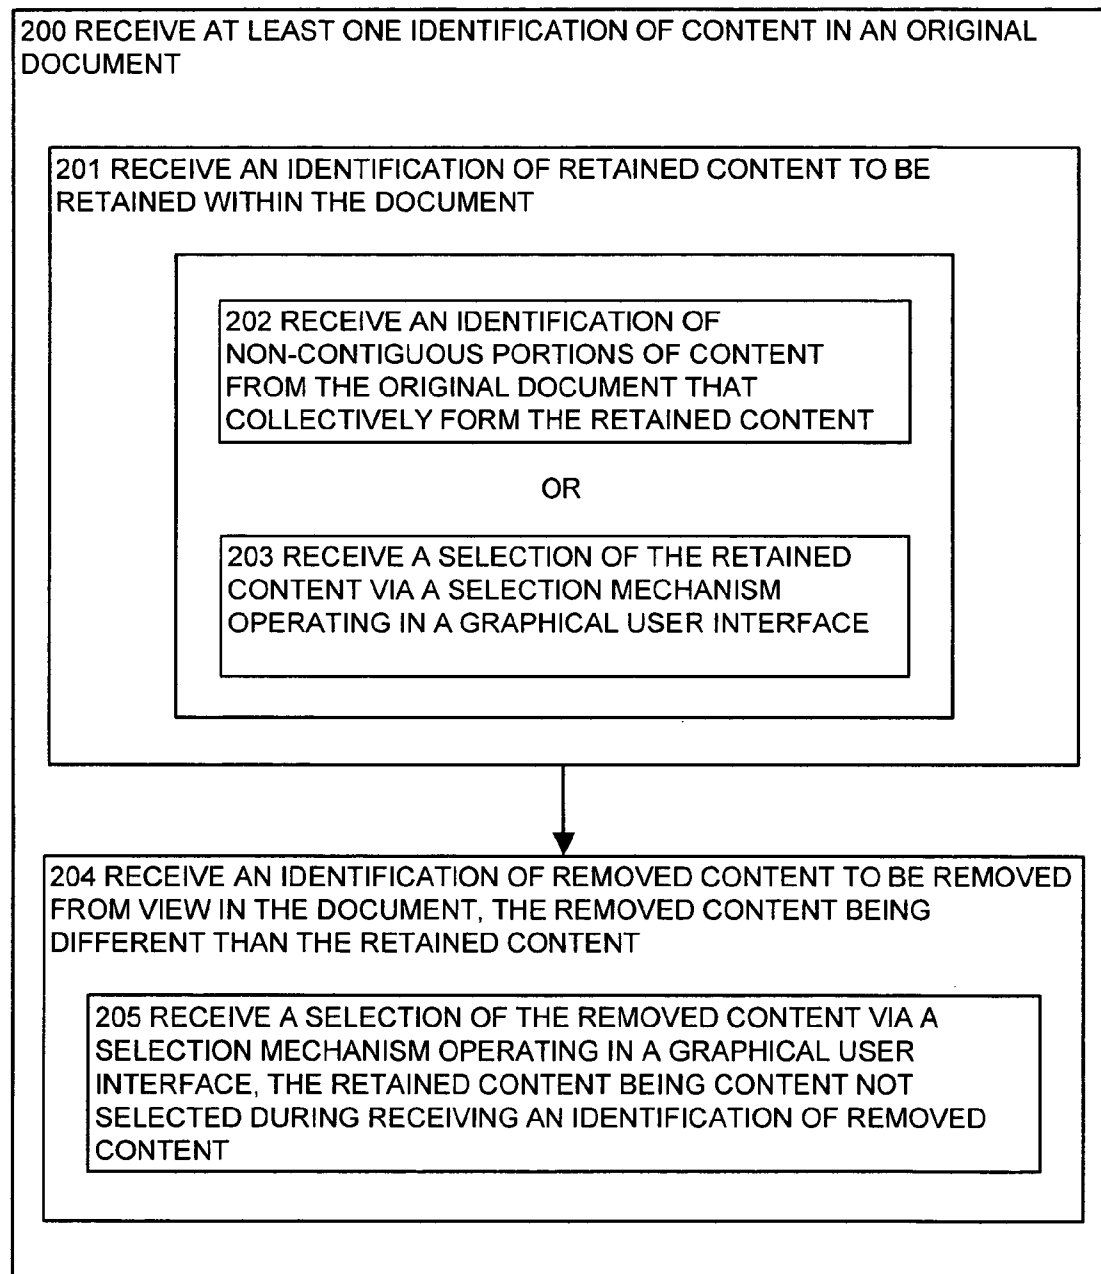 200 RECEIVE AT LEAST ONE IDENTIFICATION OF CONTENT IN AN ORIGINAL
DOCUMENT
201 RECEIVE AN IDENTIFICATION OF RETAINED CONTENT TO BE
RETAINED WITHIN THE DOCUMENT
202 RECEIVE AN IDENTIFICATION OF
NON-CONTIGUOUS PORTIONS OF CONTENT
FROM THE ORIGINAL DOCUMENT THAT
COLLECTIVELY FORM THE RETAINED CONTENT
OR
203 RECEIVE A SELECTION OF THE RETAINED
CONTENT VIA A SELECTION MECHANISM
OPERATING IN A GRAPHICAL USER INTERFACE
204 RECEIVE AN IDENTIFICATION OF REMOVED CONTENT TO BE REMOVED
FROM VIEW IN THE DOCUMENT, THE REMOVED CONTENT BEING
DIFFERENT THAN THE RETAINED CONTENT
205 RECEIVE A SELECTION OF THE REMOVED CONTENT VIA A
SELECTION MECHANISM OPERATING IN A GRAPHICAL USER
INTERFACE, THE RETAINED CONTENT BEING CONTENT NOT
SELECTED DURING RECEIVING AN IDENTIFICATION OF REMOVED
CONTENT